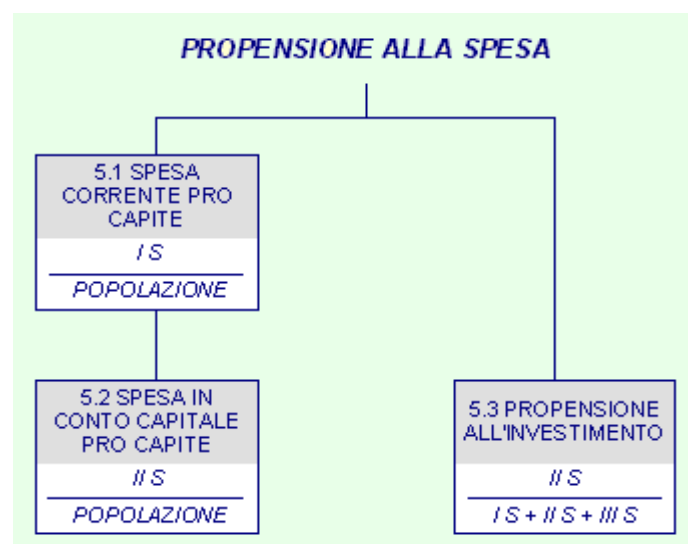 PROPENSIONE ALLA SPESA
5.1 SPESA
CORRENTE PRO
CAPITE
I S
POPOLAZIONE
5.2 SPESA IN
CONTO CAPITALE
PRO CAPITE
II S
POPOLAZIONE
5.3 PROPENSIONE
ALL'INVESTIMENTO
II S
I S + II S + III S